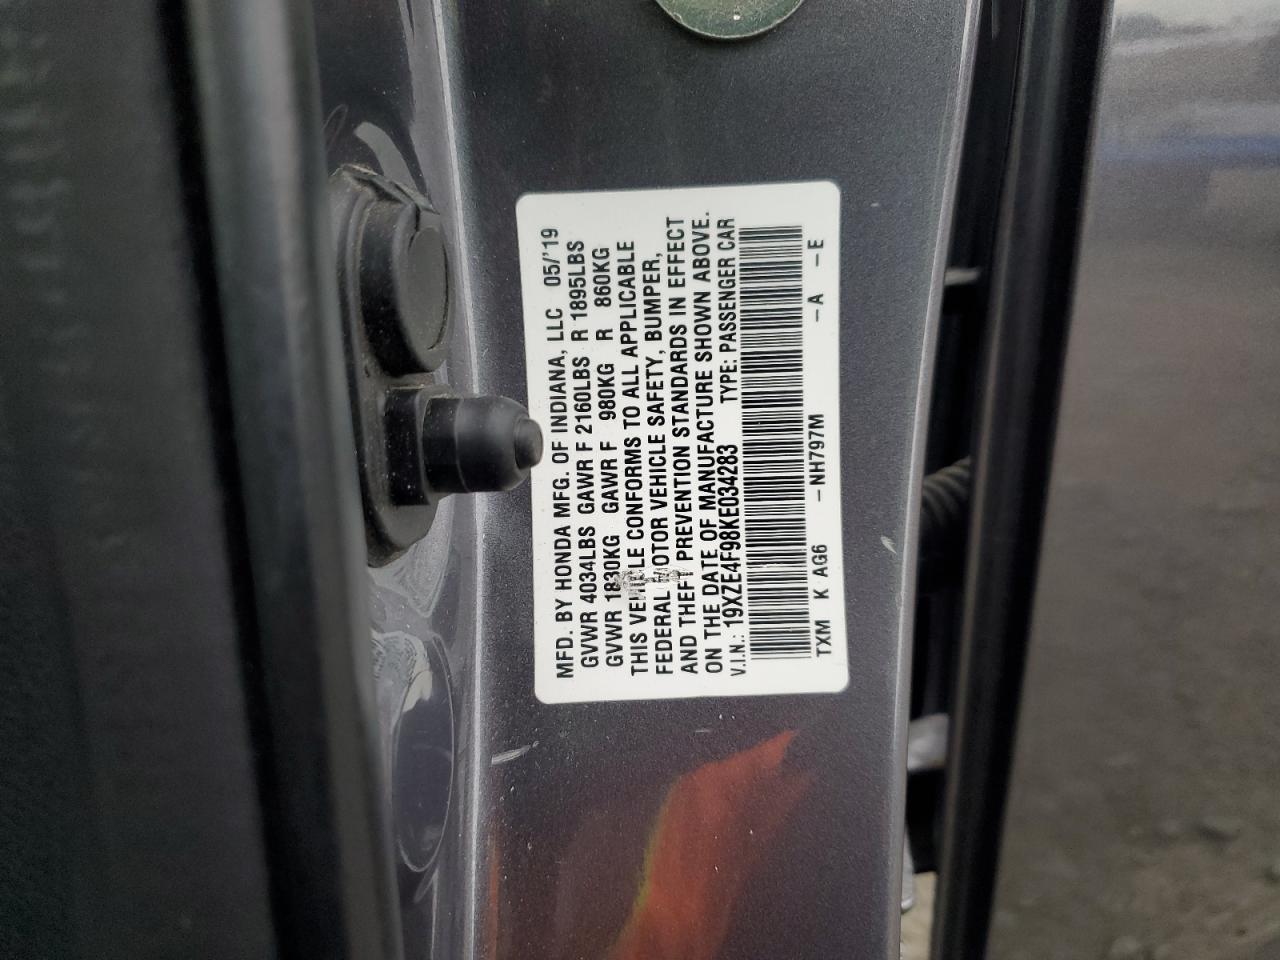 MFD. BY HONDA MFG. OF INDIANA, LLC 05/'19
GVWR 4034LBS GAWR F 2160LBS R 1895LBS
GVWR 1830KG GAWR F 980KG R 860KG
THIS VEHICLE CONFORMS TO ALL APPLICABLE
FEDERAL MOTOR VEHICLE SAFETY, BUMPER,
AND THEFT PREVENTION STANDARDS IN EFFECT
ON THE DATE OF MANUFACTURE SHOWN ABOVE.
V.I.N.: 19XZE4F98KE034283 TYPE: PASSENGER CAR
TXM K AG6 -NH797M -A -E